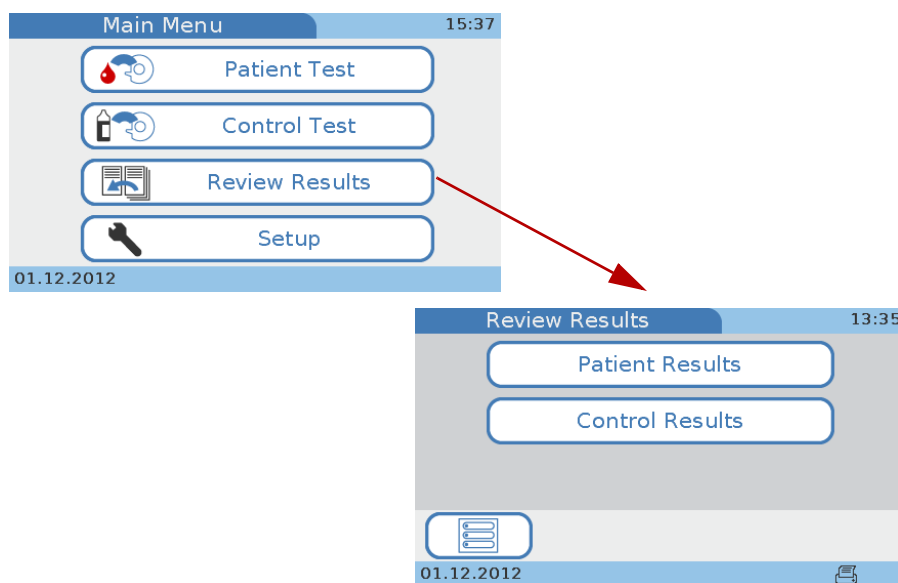 Main Menu 15:37
Patient Test
Control Test
Review Results
Setup
01.12.2012
Review Results 13:35
Patient Results
Control Results
01.12.2012